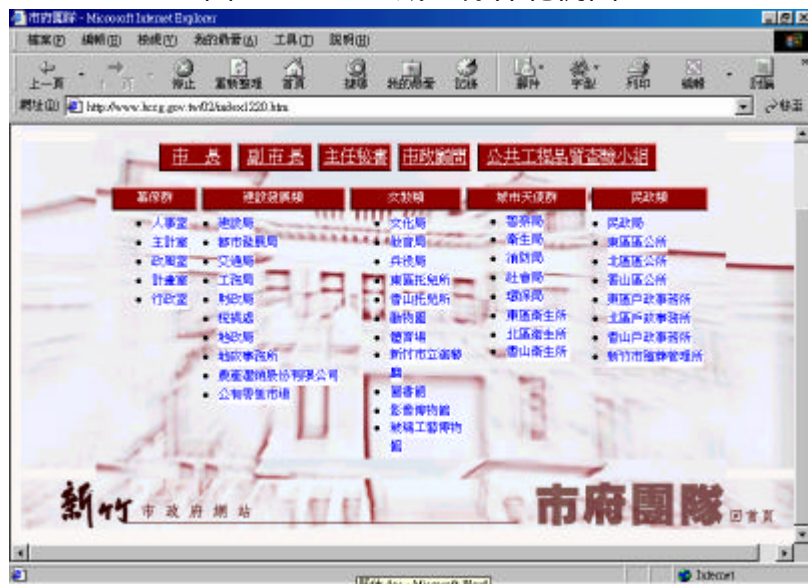 市府團隊 - Microsoft Internet Explorer
檔案(F) 編輯(E) 檢視(V) 我的最愛(A) 工具(T) 說明(H)
上一頁 停止 重新整理 首頁 搜尋 我的最愛 記錄 郵件 字型 列印 編輯 討論
網址(D) http://www.hccg.gov.tw/02/index1220.htm 移至
市 長 副市長 主任秘書 市政顧問 公共工程品質查驗小組
幕僚群
人事室
主計室
政風室
計畫室
行政室
建設發展類
建設局
都市發展局
交通局
工務局
財政局
稅捐處
地政局
地政事務所
農產運銷股份有限公司
公有零售市場
文教類
文化局
教育局
兵役局
東區托兒所
香山托兒所
動物園
體育場
新竹市立演藝
廳
圖書館
影像博物館
玻璃工藝博物
館
城市天使群
警察局
衛生局
消防局
社會局
環保局
東區衛生所
北區衛生所
香山衛生所
民政類
民政局
東區區公所
北區區公所
香山區公所
東區戶政事務所
北區戶政事務所
香山戶政事務所
新竹市殯葬管理所
新竹 市政府網站
市府團隊 回首頁
Internet